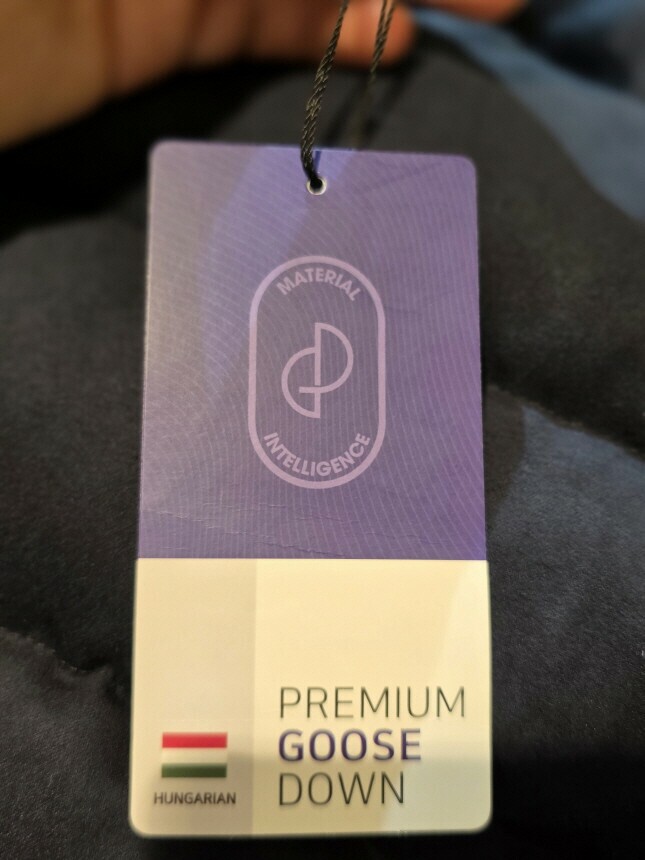 MATERIAL
INTELLIGENCE
PREMIUM
GOOSE
DOWN
HUNGARIAN